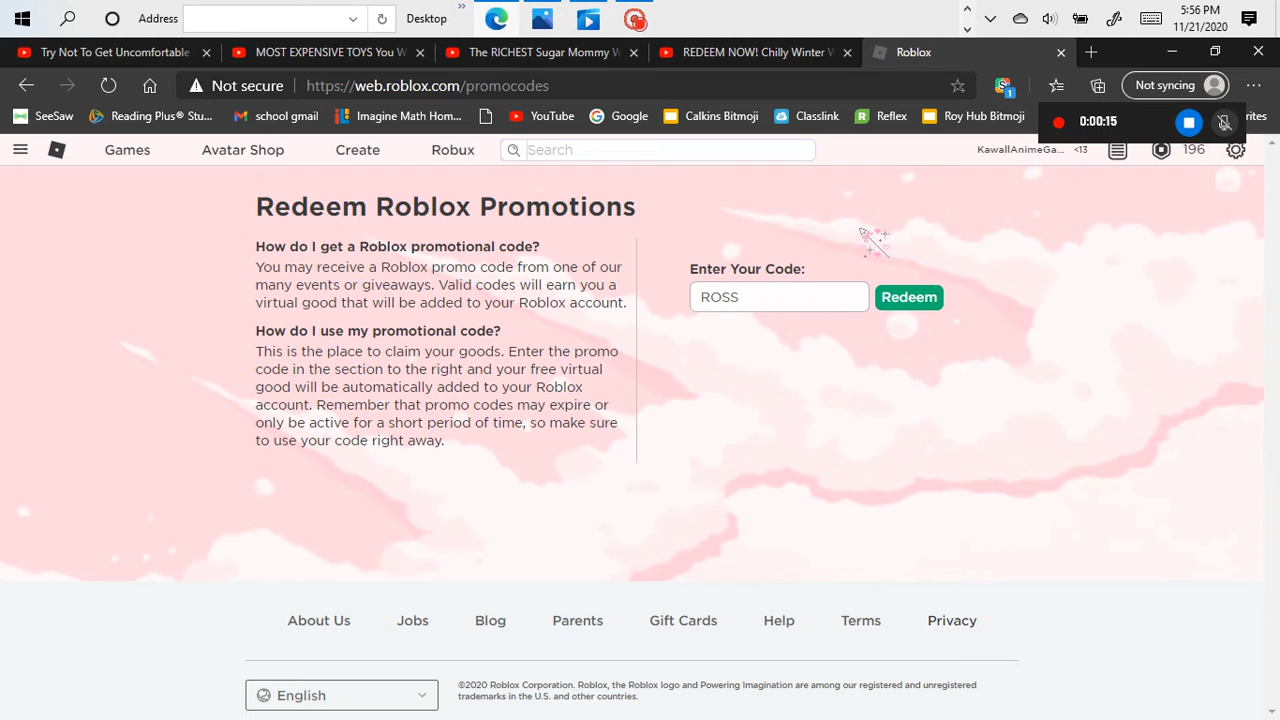 Address
Desktop
»
5:56 PM
11/21/2020
Try Not To Get Uncomfortable
MOST EXPENSIVE TOYS You W
The RICHEST Sugar Mommy W
REDEEM NOW! Chilly Winter W
Roblox
Not secure
https://web.roblox.com/promocodes
1
Not syncing
SeeSaw
Reading Plus® Stu...
school gmail
Imagine Math Hom...
YouTube
Google
Calkins Bitmoji
Classlink
Reflex
Roy Hub Bitmoji
rites
0:00:15
Games
Avatar Shop
Create
Robux
Search
KawallAnimeGa... <13
196
Redeem Roblox Promotions
How do I get a Roblox promotional code?
You may receive a Roblox promo code from one of our
many events or giveaways. Valid codes will earn you a
virtual good that will be added to your Roblox account.
How do I use my promotional code?
This is the place to claim your goods. Enter the promo
code in the section to the right and your free virtual
good will be automatically added to your Roblox
account. Remember that promo codes may expire or
only be active for a short period of time, so make sure
to use your code right away.
Enter Your Code:
ROSS
Redeem
About Us
Jobs
Blog
Parents
Gift Cards
Help
Terms
Privacy
English
©2020 Roblox Corporation. Roblox, the Roblox logo and Powering Imagination are among our registered and unregistered
trademarks in the U.S. and other countries.